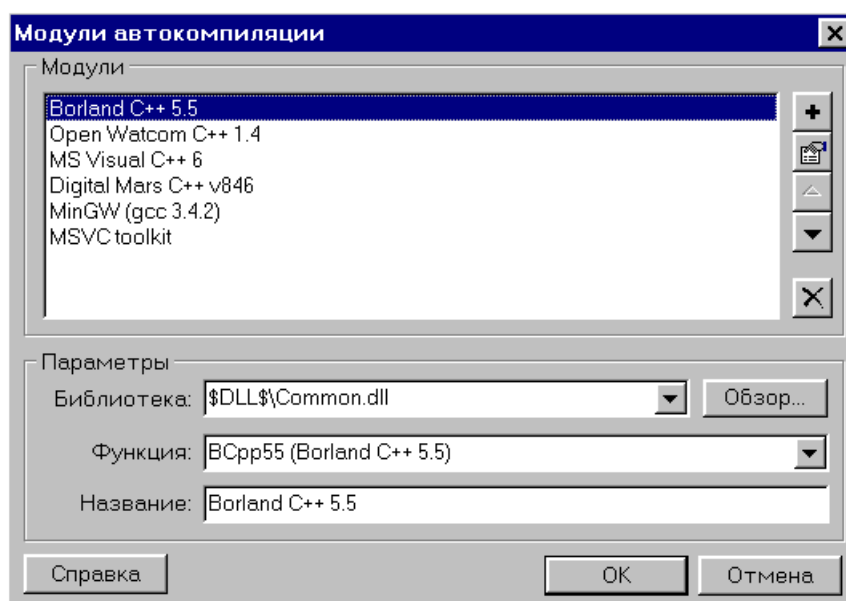 Модули автокомпиляции
Модули
Borland C++ 5.5
Open Watcom C++ 1.4
MS Visual C++ 6
Digital Mars C++ v846
MinGW (gcc 3.4.2)
MSVC toolkit
Параметры
Библиотека: $DLL$\Common.dll Обзор...
Функция: BCpp55 (Borland C++ 5.5)
Название: Borland C++ 5.5
Справка OK Отмена